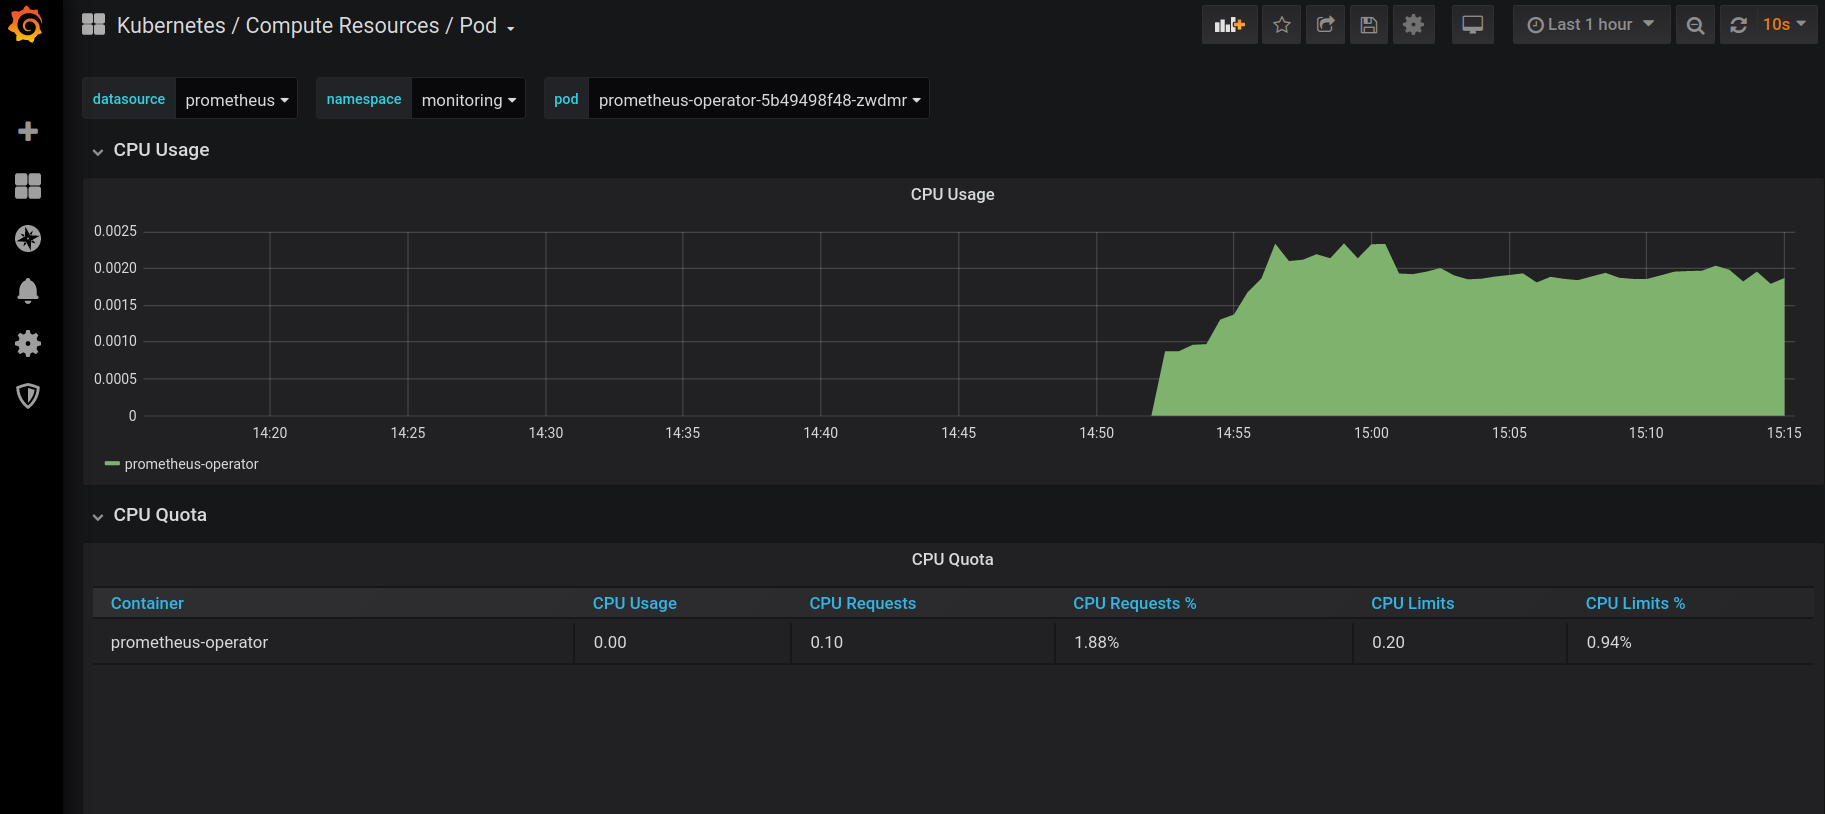 Kubernetes / Compute Resources / Pod
Last 1 hour
10s
datasource prometheus namespace monitoring pod prometheus-operator-5b49498f48-zwdmr
CPU Usage
CPU Usage
0.0025
0.0020
0.0015
0.0010
0.0005
0
14:20 14:25 14:30 14:35 14:40 14:45 14:50 14:55 15:00 15:05 15:10 15:15
prometheus-operator
CPU Quota
CPU Quota
Container CPU Usage CPU Requests CPU Requests % CPU Limits CPU Limits %
prometheus-operator 0.00 0.10 1.88% 0.20 0.94%